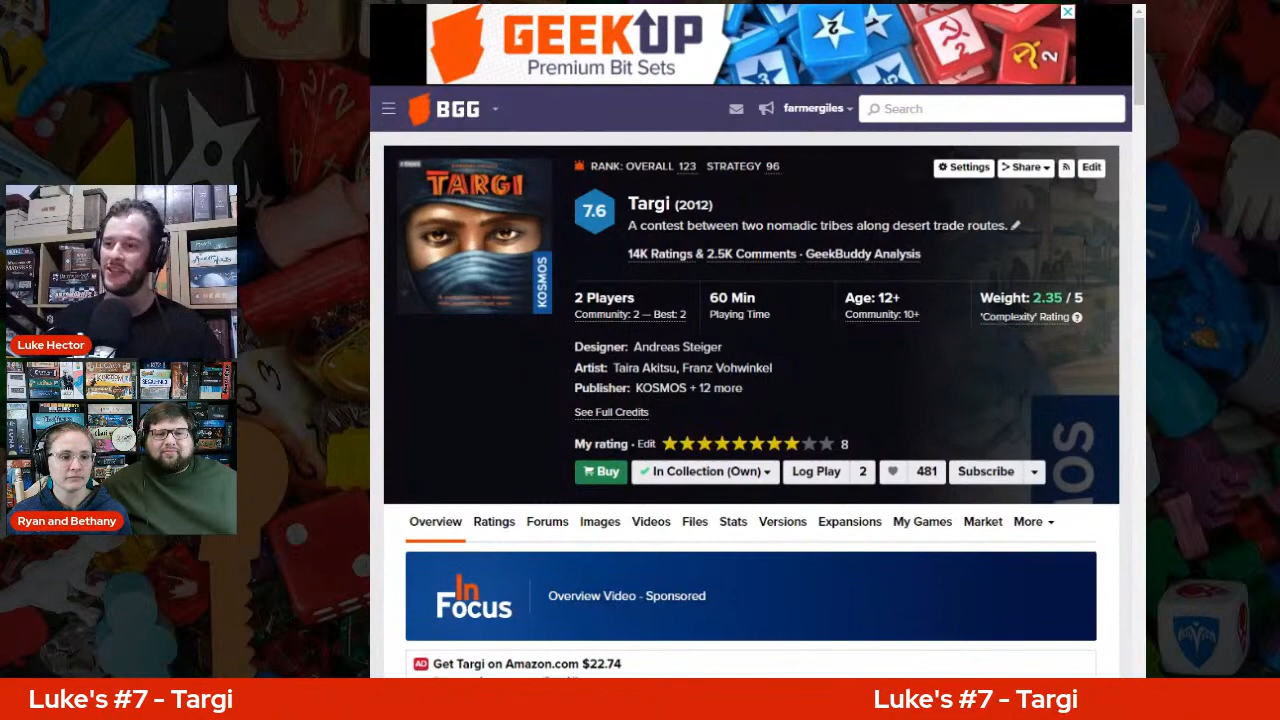 GEEKUP
Premium Bit Sets
BGG
farmergiles
Search
TARGI
KOSMOS
RANK: OVERALL 123 STRATEGY 96
Settings
Share
Edit
7.6
Targi (2012)
A contest between two nomadic tribes along desert trade routes.
14K Ratings & 2.5K Comments · GeekBuddy Analysis
2 Players
Community: 2 — Best: 2
60 Min
Playing Time
Age: 12+
Community: 10+
Weight: 2.35 / 5
'Complexity' Rating
Designer: Andreas Steiger
Artist: Taira Akitsu, Franz Vohwinkel
Publisher: KOSMOS + 12 more
See Full Credits
My rating · Edit 8
Buy
In Collection (Own)
Log Play 2
481
Subscribe
Overview Ratings Forums Images Videos Files Stats Versions Expansions My Games Market More
In Focus
Overview Video - Sponsored
AD Get Targi on Amazon.com $22.74
Luke Hector
Ryan and Bethany
Luke's #7 - Targi
Luke's #7 - Targi